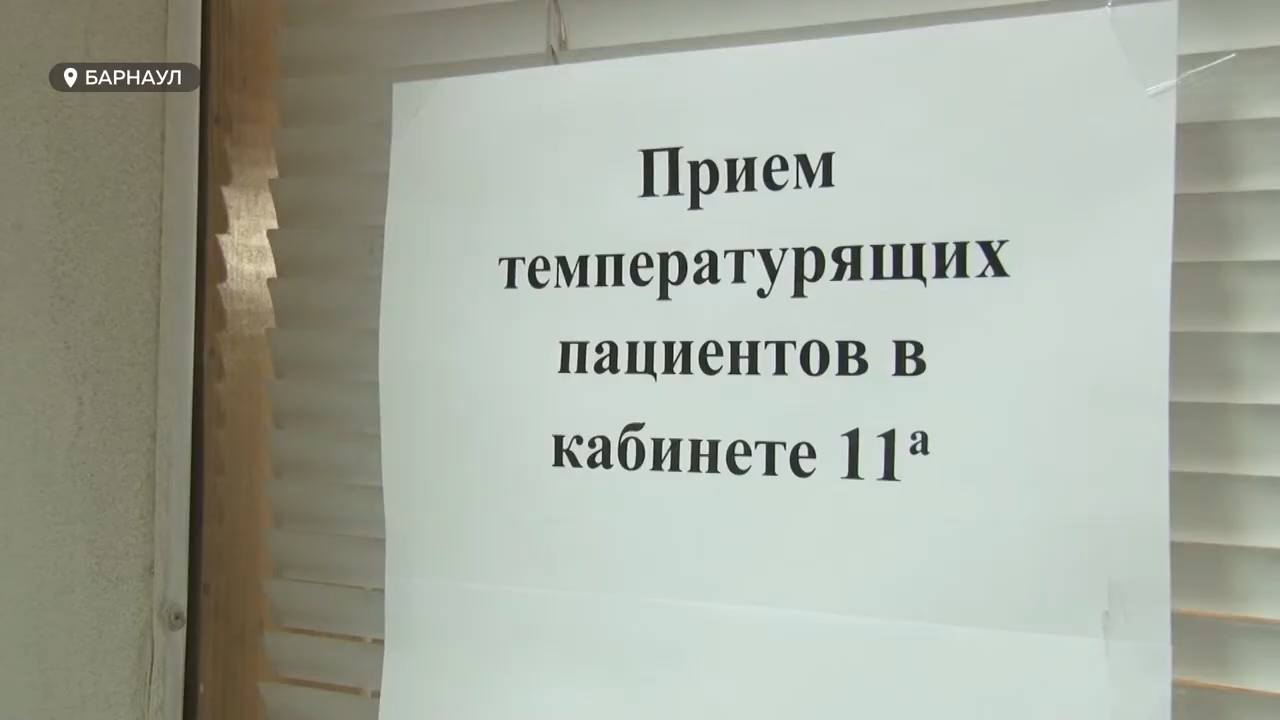 БАРНАУЛ
Прием
температурящих
пациентов в
кабинете 11ᵃ